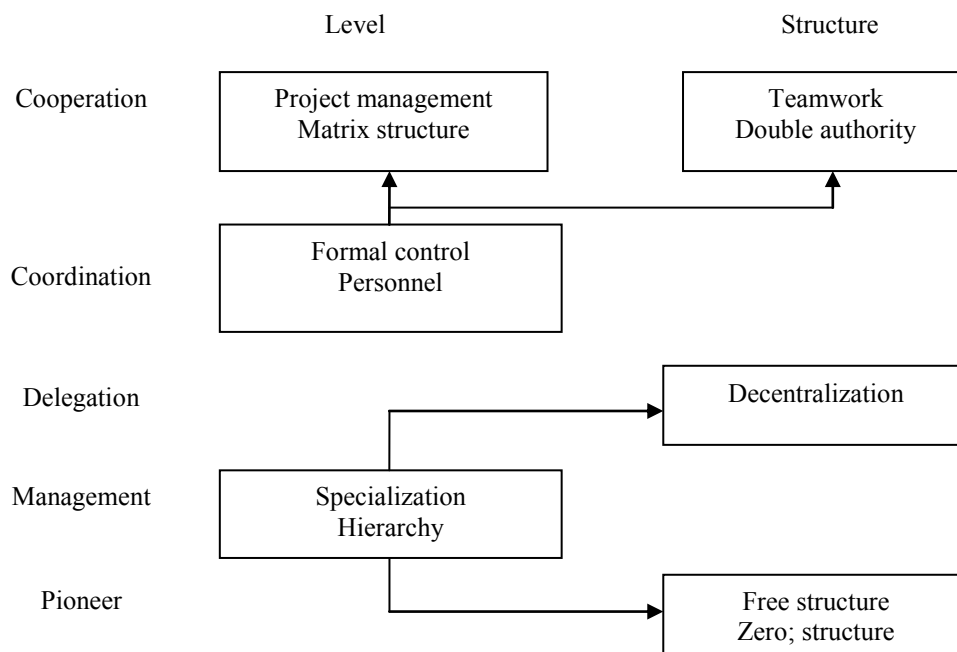 Level
Structure
Cooperation
Project management
Matrix structure
Teamwork
Double authority
Coordination
Formal control
Personnel
Delegation
Decentralization
Management
Specialization
Hierarchy
Pioneer
Free structure
Zero; structure